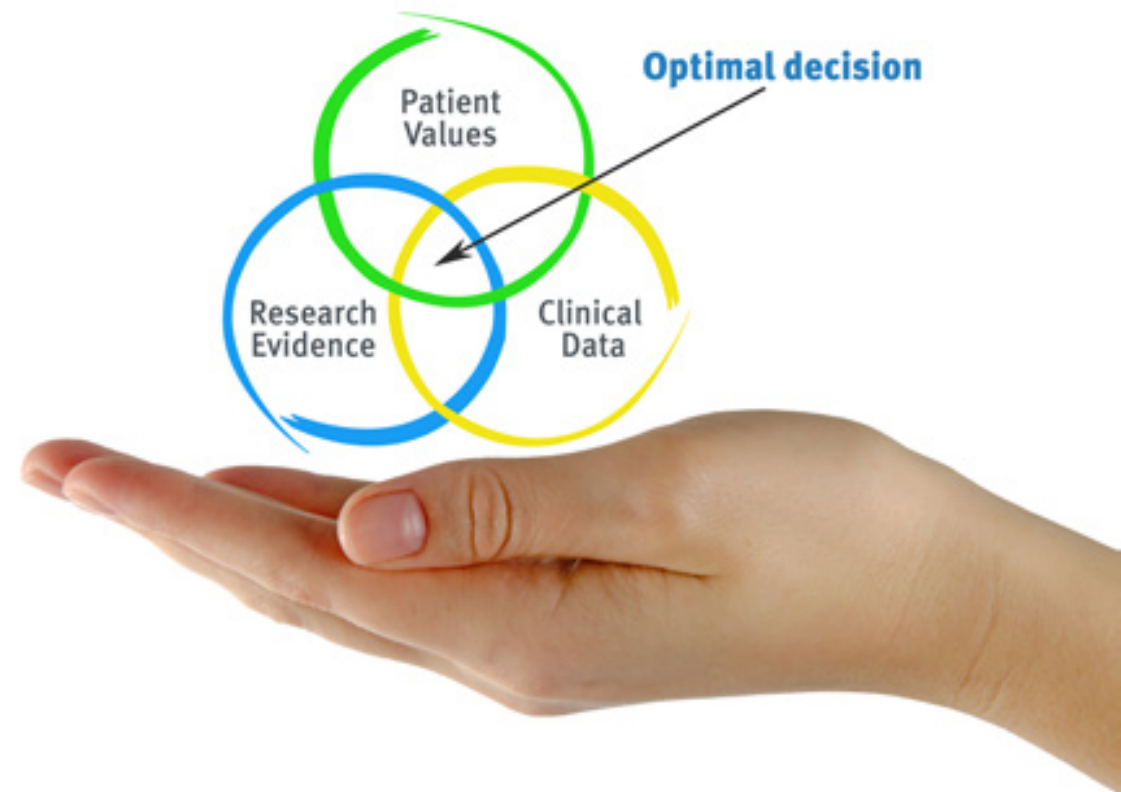 Optimal decision
Patient
Values
Research
Evidence
Clinical
Data